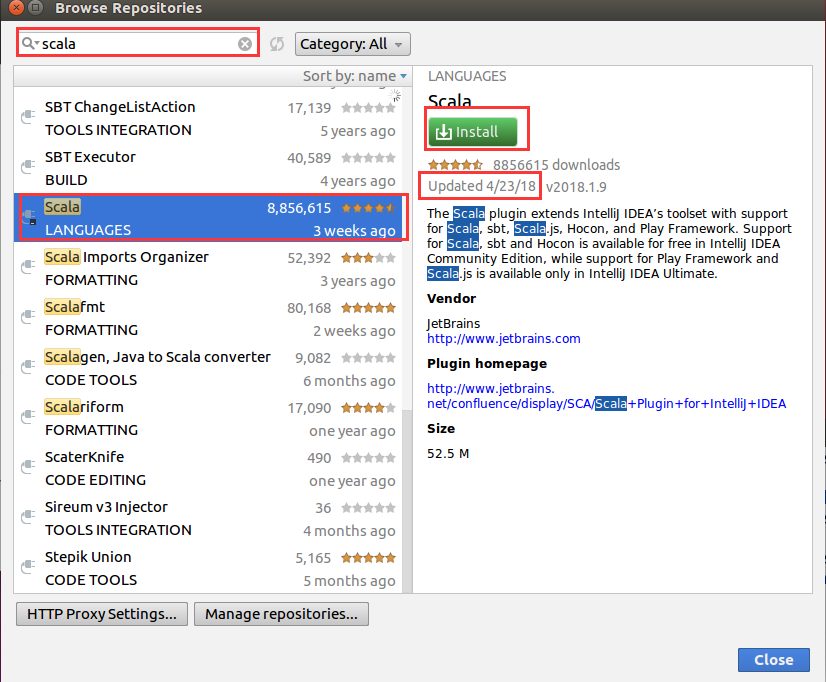 Browse Repositories
scala
Category: All
Sort by: name
SBT ChangeListAction 17,139
TOOLS INTEGRATION 5 years ago
SBT Executor 40,589
BUILD 4 years ago
Scala 8,856,615
LANGUAGES 3 weeks ago
Scala Imports Organizer 52,392
FORMATTING 3 years ago
Scalafmt 80,168
FORMATTING 2 weeks ago
Scalagen, Java to Scala converter 9,082
CODE TOOLS 6 months ago
Scalariform 17,090
FORMATTING one year ago
ScaterKnife 490
CODE EDITING one year ago
Sireum v3 Injector 36
TOOLS INTEGRATION 4 months ago
Stepik Union 5,165
CODE TOOLS 5 months ago
LANGUAGES
Scala
Install
8856615 downloads
Updated 4/23/18 v2018.1.9
The Scala plugin extends IntelliJ IDEA's toolset with support
for Scala, sbt, Scala.js, Hocon, and Play Framework. Support
for Scala, sbt and Hocon is available for free in IntelliJ IDEA
Community Edition, while support for Play Framework and
Scala.js is available only in IntelliJ IDEA Ultimate.
Vendor
JetBrains
http://www.jetbrains.com
Plugin homepage
http://www.jetbrains.
net/confluence/display/SCA/Scala+Plugin+for+IntelliJ+IDEA
Size
52.5 M
HTTP Proxy Settings... Manage repositories...
Close